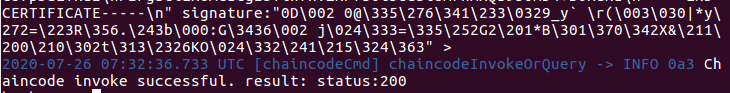 CERTIFICATE-----\n" signature:"0D\002 0@\335\276\341\233\0329_y` \r(\003\030|*y\
272=\223R\356.\243b\000:G\3436\002 j\024\333=\335\252G2\201*B\301\370\342X&\211\
200\210\302t\313\2326KO\024\332\241\215\324\363" >
2020-07-26 07:32:36.733 UTC [chaincodeCmd] chaincodeInvokeOrQuery -> INFO 0a3 Ch
aincode invoke successful. result: status:200